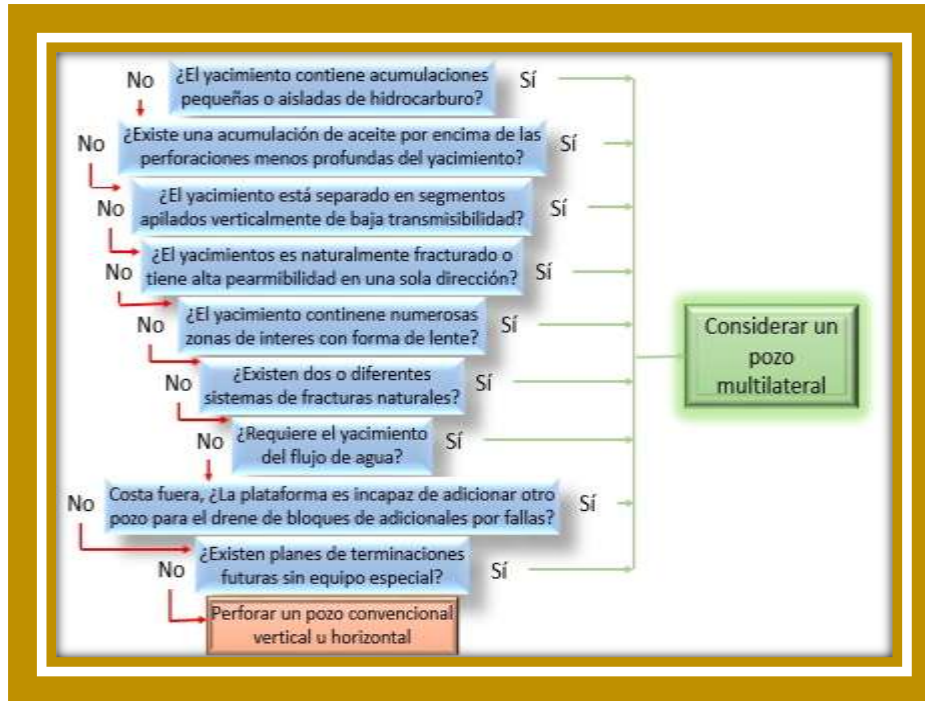 No
¿El yacimiento contiene acumulaciones
pequeñas o aisladas de hidrocarburo?
Sí
No
¿Existe una acumulación de aceite por encima de las
perforaciones menos profundas del yacimiento?
Sí
No
¿El yacimiento está separado en segmentos
apilados verticalmente de baja transmisibilidad?
Sí
No
¿El yacimientos es naturalmente fracturado o
tiene alta pearmibilidad en una sola dirección?
Sí
No
¿El yacimiento continene numerosas
zonas de interes con forma de lente?
Sí
No
¿Existen dos o diferentes
sistemas de fracturas naturales?
Sí
No
¿Requiere el yacimiento
del flujo de agua?
Sí
No
Costa fuera, ¿La plataforma es incapaz de adicionar otro
pozo para el drene de bloques de adicionales por fallas?
Sí
No
¿Existen planes de terminaciones
futuras sin equipo especial?
Sí
Perforar un pozo convencional
vertical u horizontal
Considerar un
pozo
multilateral